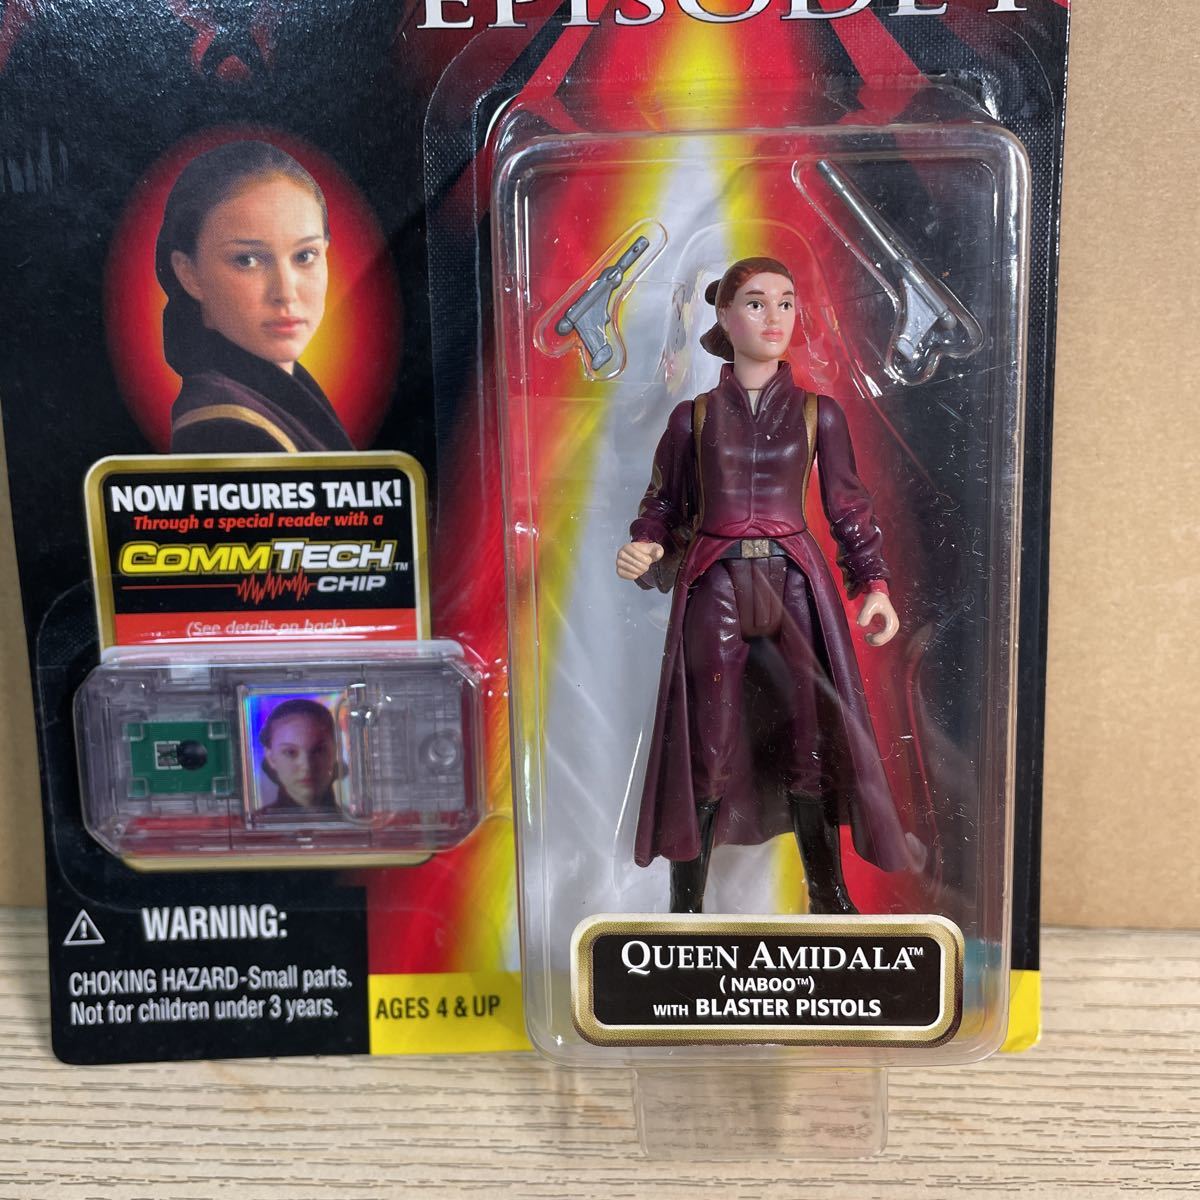 EPISODE I
NOW FIGURES TALK!
Through a special reader with a
COMMTECH™
CHIP
(See details on back)
WARNING:
CHOKING HAZARD-Small parts.
Not for children under 3 years.
AGES 4 & UP
QUEEN AMIDALA™
(NABOO™)
WITH BLASTER PISTOLS